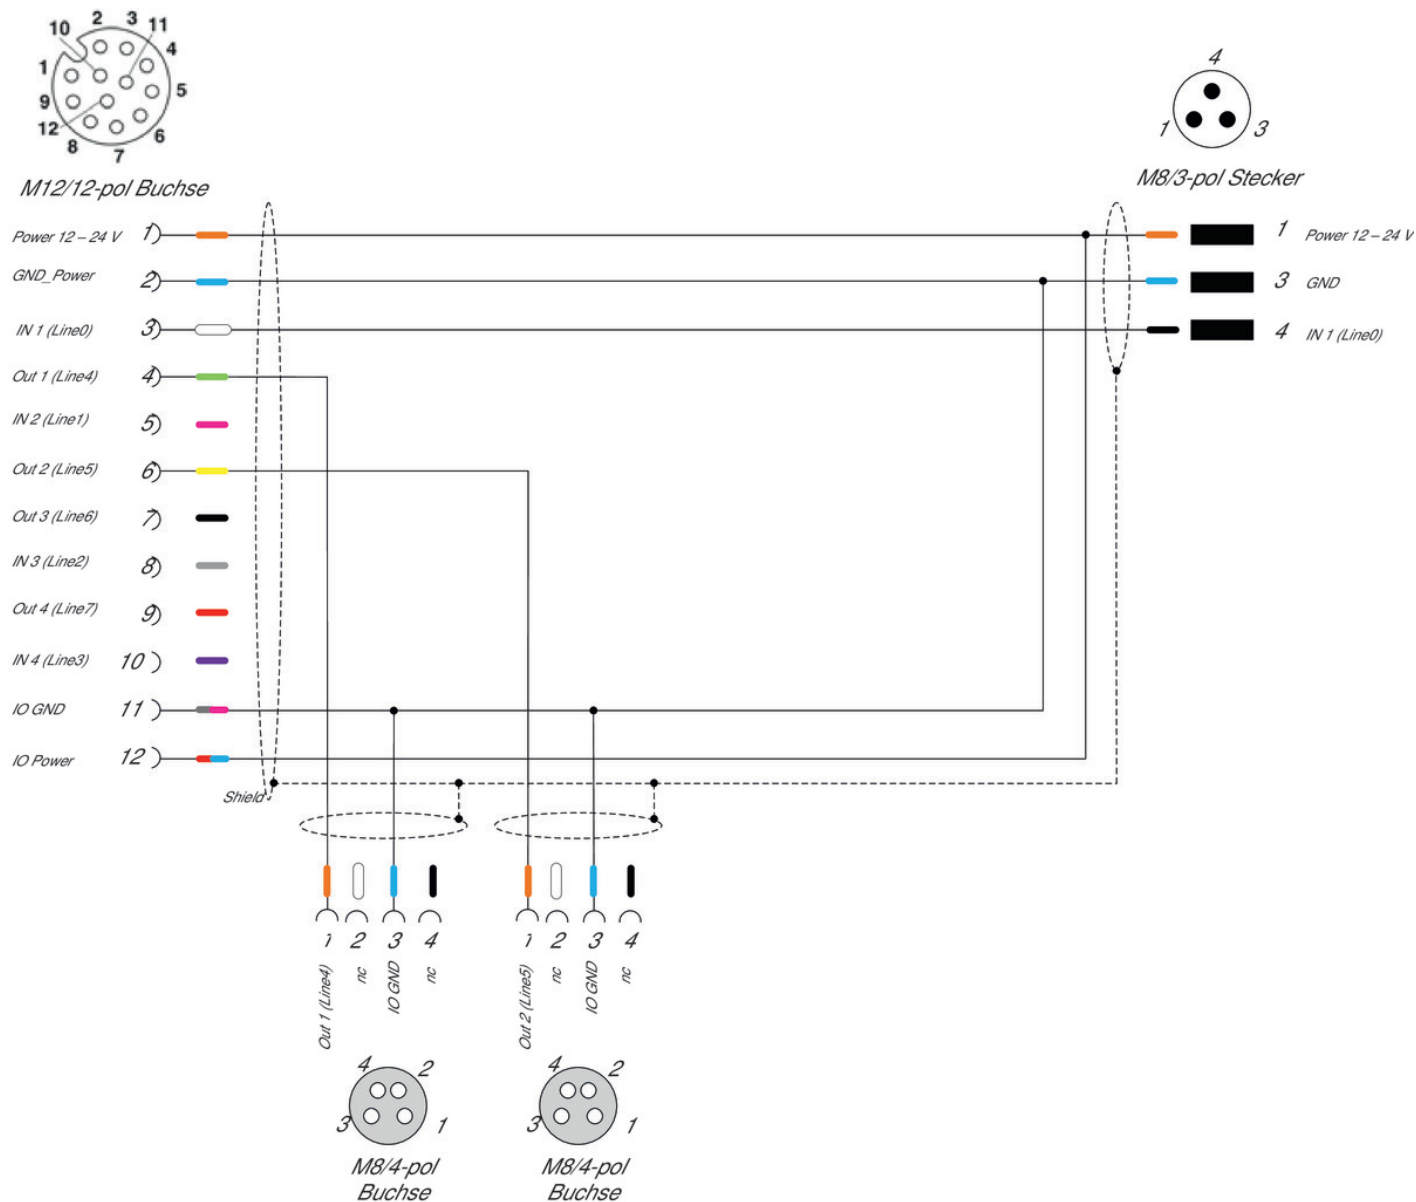 2 3 11
10
4
1
5
9
12
6
8
7
M12/12-pol Buchse
4
1 3
M8/3-pol Stecker
Power 12 – 24 V 1 1 Power 12 – 24 V
GND_Power 2 3 GND
IN 1 (Line0) 3 4 IN 1 (Line0)
Out 1 (Line4) 4
IN 2 (Line1) 5
Out 2 (Line5) 6
Out 3 (Line6) 7
IN 3 (Line2) 8
Out 4 (Line7) 9
IN 4 (Line3) 10
IO GND 11
IO Power 12
Shield
1 2 3 4 1 2 3 4
Out 1 (Line4)
nc
IO GND
nc
Out 2 (Line5)
nc
IO GND
nc
4 2
3 1
M8/4-pol
Buchse
4 2
3 1
M8/4-pol
Buchse